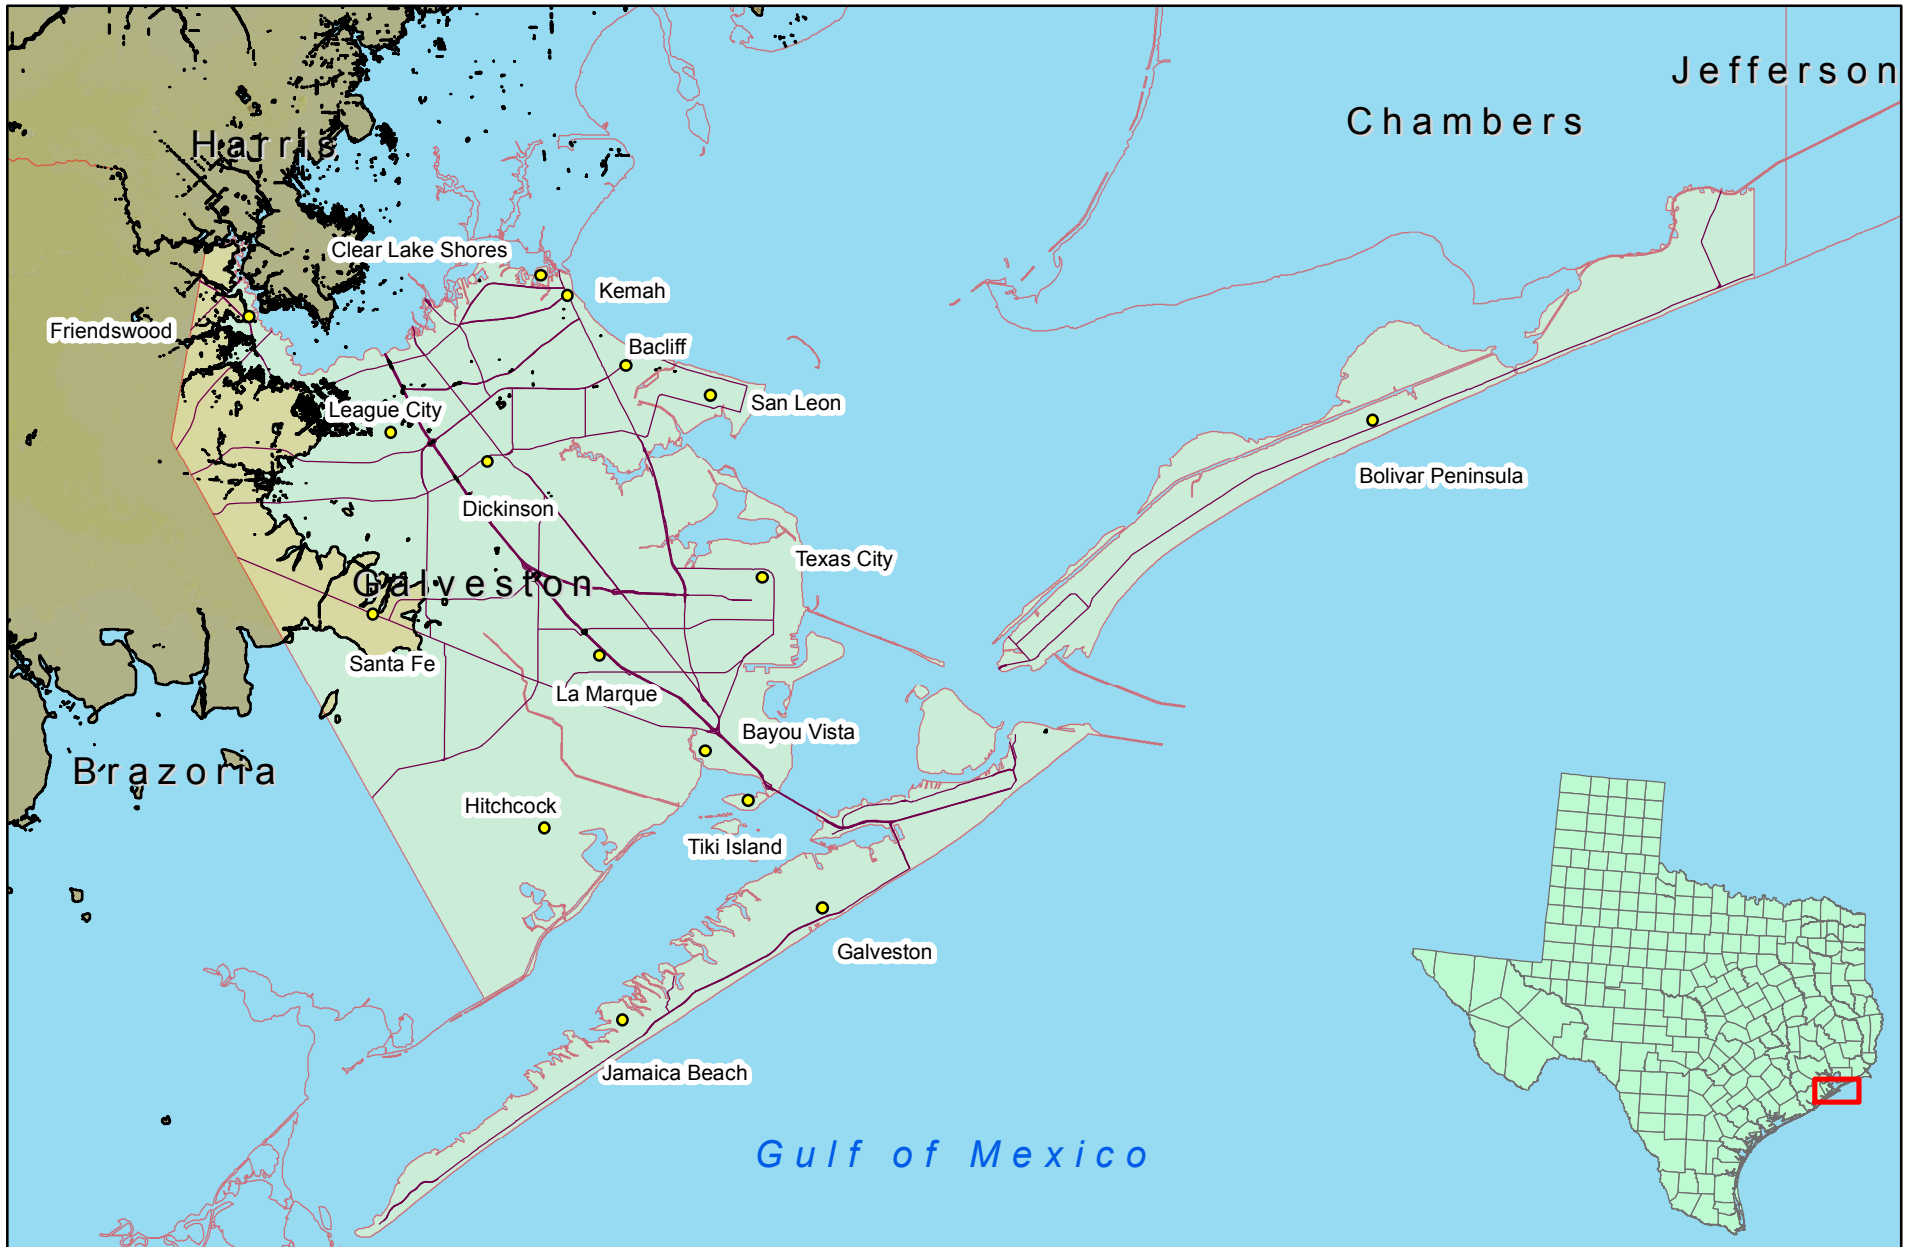 Jefferson
Chambers
Harris
Clear Lake Shores
Kemah
Friendswood
Bacliff
San Leon
League City
Bolivar Peninsula
Dickinson
Texas City
Galveston
Santa Fe
La Marque
Bayou Vista
Brazoria
Hitchcock
Tiki Island
Galveston
Jamaica Beach
Gulf of Mexico